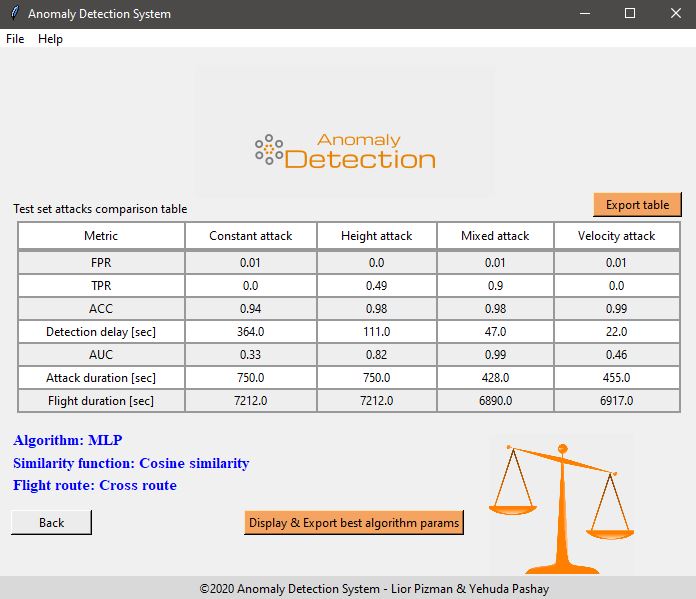 Anomaly Detection System
File Help
Anomaly
Detection
Export table
Test set attacks comparison table
Metric Constant attack Height attack Mixed attack Velocity attack
FPR 0.01 0.0 0.01 0.01
TPR 0.0 0.49 0.9 0.0
ACC 0.94 0.98 0.98 0.99
Detection delay [sec] 364.0 111.0 47.0 22.0
AUC 0.33 0.82 0.99 0.46
Attack duration [sec] 750.0 750.0 428.0 455.0
Flight duration [sec] 7212.0 7212.0 6890.0 6917.0
Algorithm: MLP
Similarity function: Cosine similarity
Flight route: Cross route
Back Display & Export best algorithm params
©2020 Anomaly Detection System - Lior Pizman & Yehuda Pashay